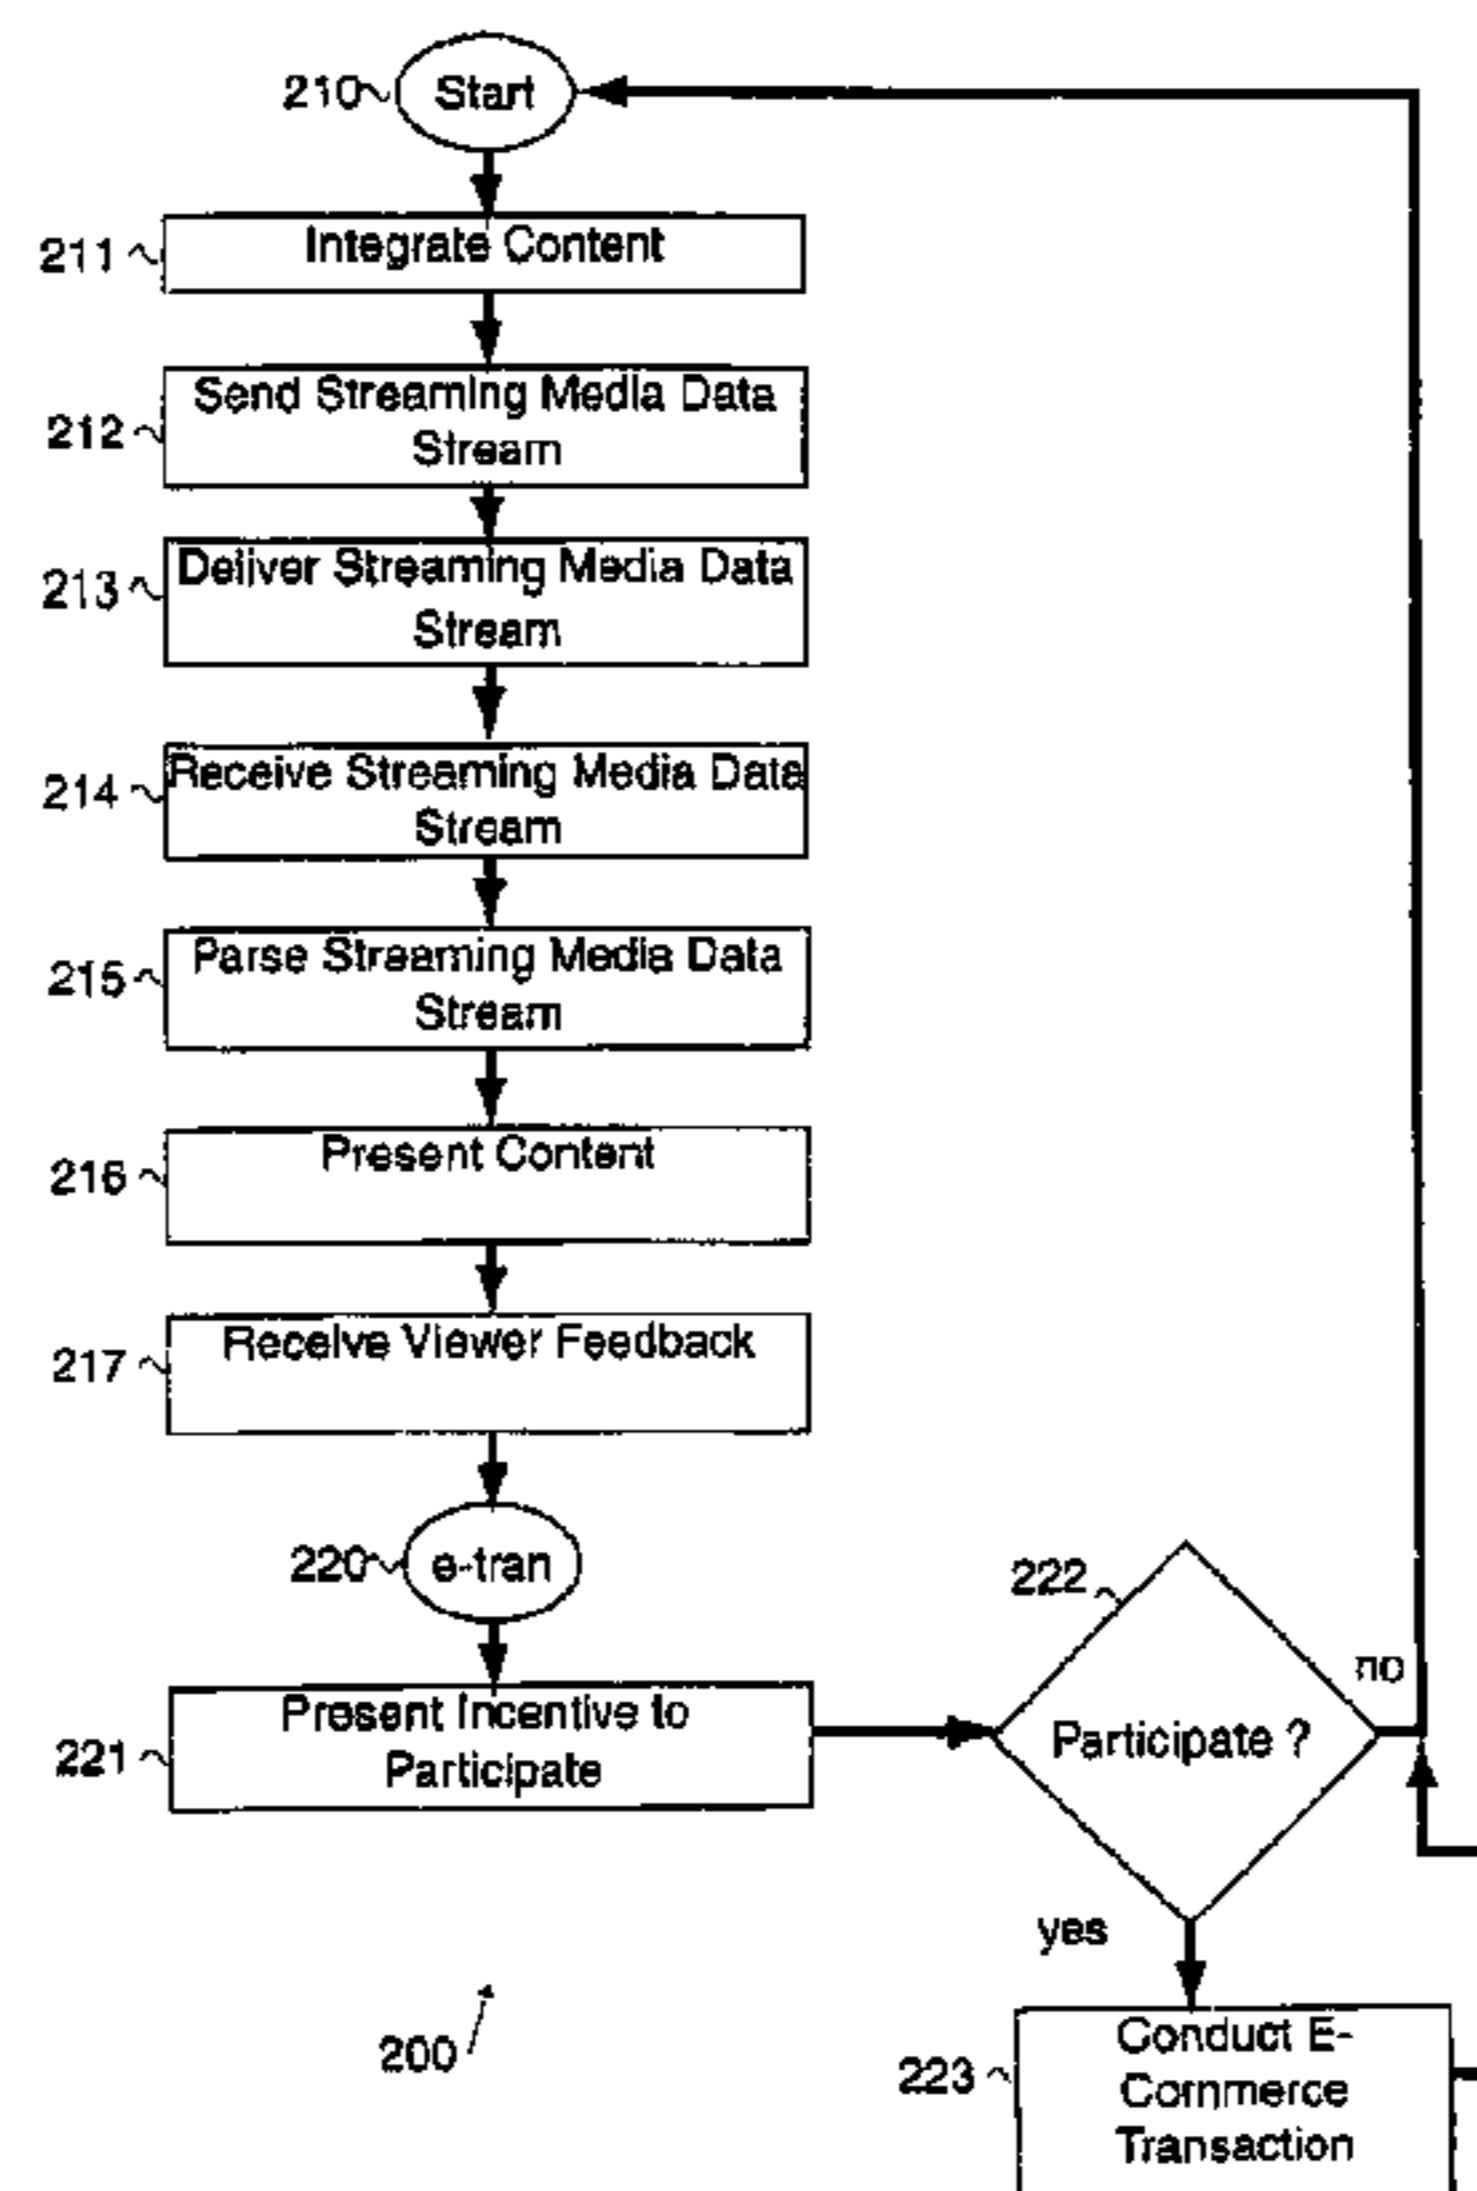 210 Start
211 Integrate Content
212 Send Streaming Media Data
Stream
213 Deliver Streaming Media Data
Stream
214 Receive Streaming Media Data
Stream
215 Parse Streaming Media Data
Stream
216 Present Content
217 Receive Viewer Feedback
220 e-tran
221 Present Incentive to
Participate
222
Participate ?
no
yes
223 Conduct E-
Commerce
Transaction
200